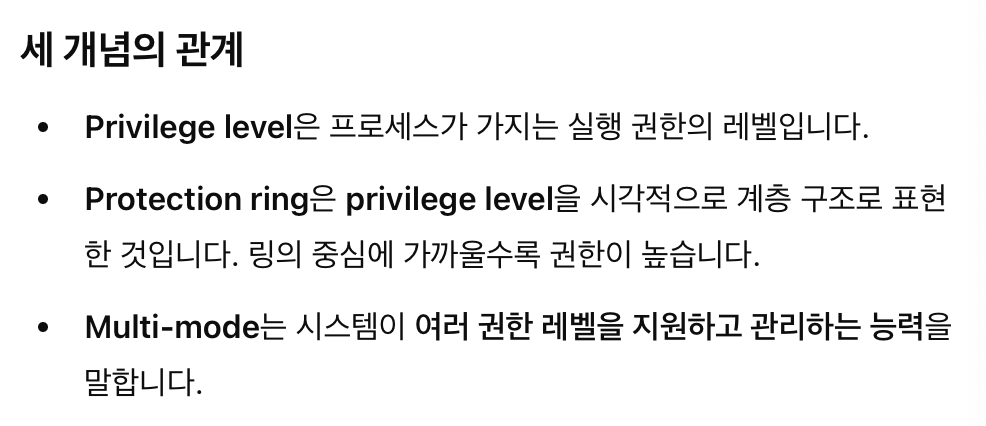 세 개념의 관계
• Privilege level은 프로세스가 가지는 실행 권한의 레벨입니다.
• Protection ring은 privilege level을 시각적으로 계층 구조로 표현
한 것입니다. 링의 중심에 가까울수록 권한이 높습니다.
• Multi-mode는 시스템이 여러 권한 레벨을 지원하고 관리하는 능력을
말합니다.